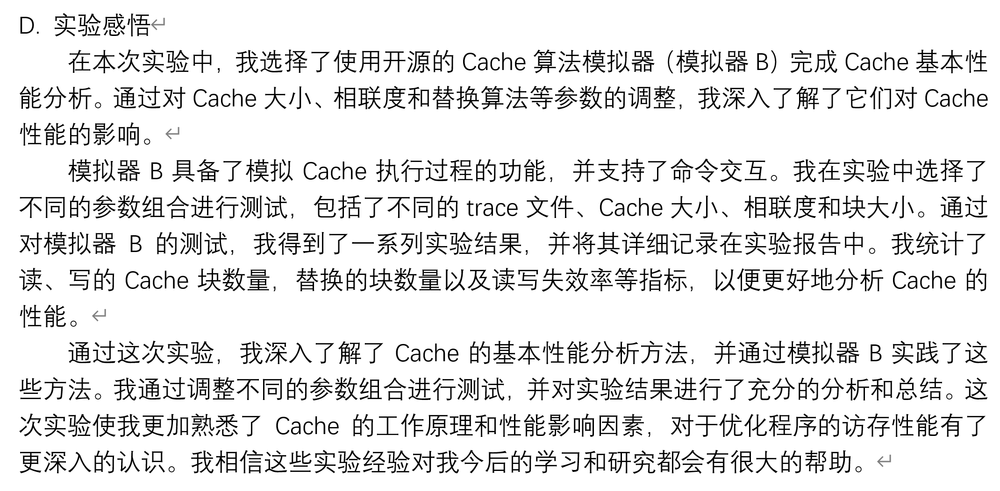 D. 实验感悟
在本次实验中，我选择了使用开源的 Cache 算法模拟器（模拟器 B）完成 Cache 基本性
能分析。通过对 Cache 大小、相联度和替换算法等参数的调整，我深入了解了它们对 Cache
性能的影响。
模拟器 B 具备了模拟 Cache 执行过程的功能，并支持了命令交互。我在实验中选择了
不同的参数组合进行测试，包括了不同的 trace 文件、Cache 大小、相联度和块大小。通过
对模拟器 B 的测试，我得到了一系列实验结果，并将其详细记录在实验报告中。我统计了
读、写的 Cache 块数量，替换的块数量以及读写失效率等指标，以便更好地分析 Cache 的
性能。
通过这次实验，我深入了解了 Cache 的基本性能分析方法，并通过模拟器 B 实践了这
些方法。我通过调整不同的参数组合进行测试，并对实验结果进行了充分的分析和总结。这
次实验使我更加熟悉了 Cache 的工作原理和性能影响因素，对于优化程序的访存性能有了
更深入的认识。我相信这些实验经验对我今后的学习和研究都会有很大的帮助。